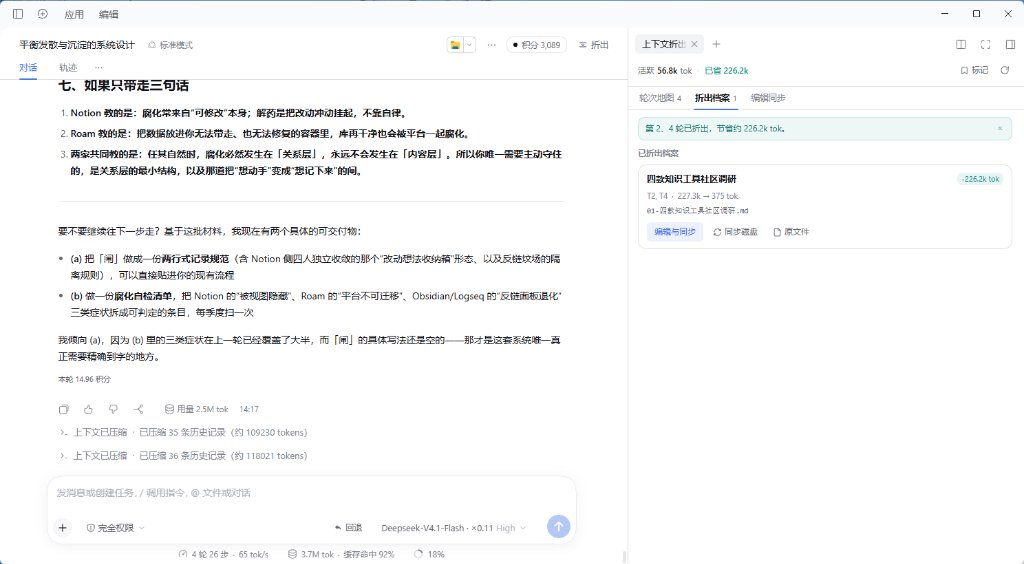 应用 编辑
平衡发散与沉淀的系统设计 标准模式 ··· 积分 3,089 折出
对话 轨迹 ···
七、如果只带走三句话
1. Notion 教的是：腐化常来自“可修改”本身；解药是把改动冲动挂起，不靠自律。
2. Roam 教的是：把数据放进你无法带走、也无法修复的容器里，库再干净也会被平台一起腐化。
3. 两家共同教的是：任其自然时，腐化必然发生在「关系层」，永远不会发生在「内容层」。所以你唯一需要主动守住
的，是关系层的最小结构，以及那道把“想动手”变成“想记下来”的闸。
要不要继续往下一步走？基于这批材料，我现在有两个具体的可交付物：
• (a) 把「闸」做成一份两行式记录规范（含 Notion 侧四人独立收敛的那个“改动想法收纳箱”形态、以及反链坟场的隔
离规则），可以直接贴进你的现有流程
• (b) 做一份腐化自检清单，把 Notion 的“被视图隐藏”、Roam 的“平台不可迁移”、Obsidian/Logseq 的“反链面板退化”
三类症状拆成可判定的条目，每季度扫一次
我倾向 (a)，因为 (b) 里的三类症状在上一轮已经覆盖了大半，而「闸」的具体写法还是空的——那才是这套系统唯一真
正需要精确到字的地方。
本轮 14.96 积分
用量 2.5M tok 14:17
上下文已压缩 · 已压缩 35 条历史记录（约 109230 tokens）
上下文已压缩 · 已压缩 36 条历史记录（约 118021 tokens）
发消息或创建任务, / 调用指令, @ 文件或对话
完全权限 回退 Deepseek-V4.1-Flash · ×0.11 High
4 轮 26 步 · 65 tok/s 3.7M tok · 缓存命中 92% 18%
上下文折出
活跃 56.8k tok 已省 226.2k 标记
轮次地图 4 折出档案 1 编辑同步
第 2、4 轮已折出，节省约 226.2k tok。
已折出档案
四款知识工具社区调研 -226.2k tok
T2, T4 · 227.3k → 375 tok
01-四款知识工具社区调研.md
编辑与同步 同步磁盘 原文件